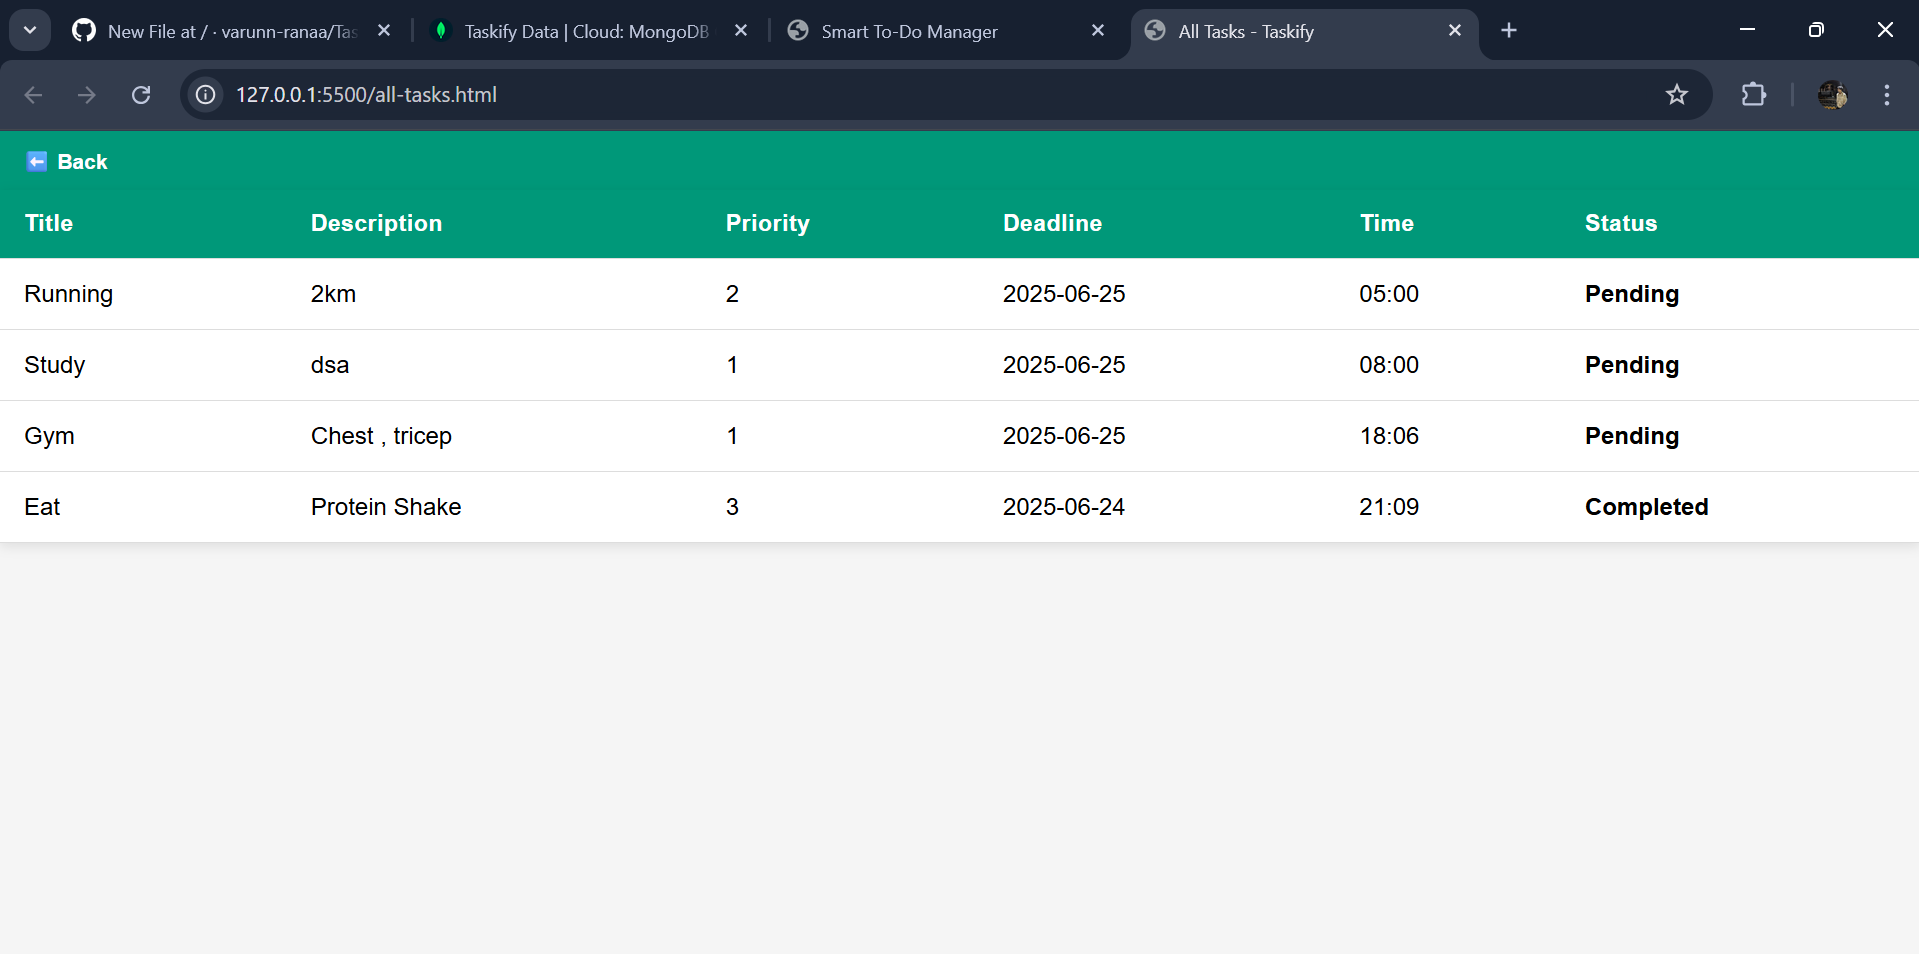 New File at / · varunn-ranaa/Tas
Taskify Data | Cloud: MongoDB
Smart To-Do Manager
All Tasks - Taskify
127.0.0.1:5500/all-tasks.html
Back
Title Description Priority Deadline Time Status
Running 2km 2 2025-06-25 05:00 Pending
Study dsa 1 2025-06-25 08:00 Pending
Gym Chest , tricep 1 2025-06-25 18:06 Pending
Eat Protein Shake 3 2025-06-24 21:09 Completed